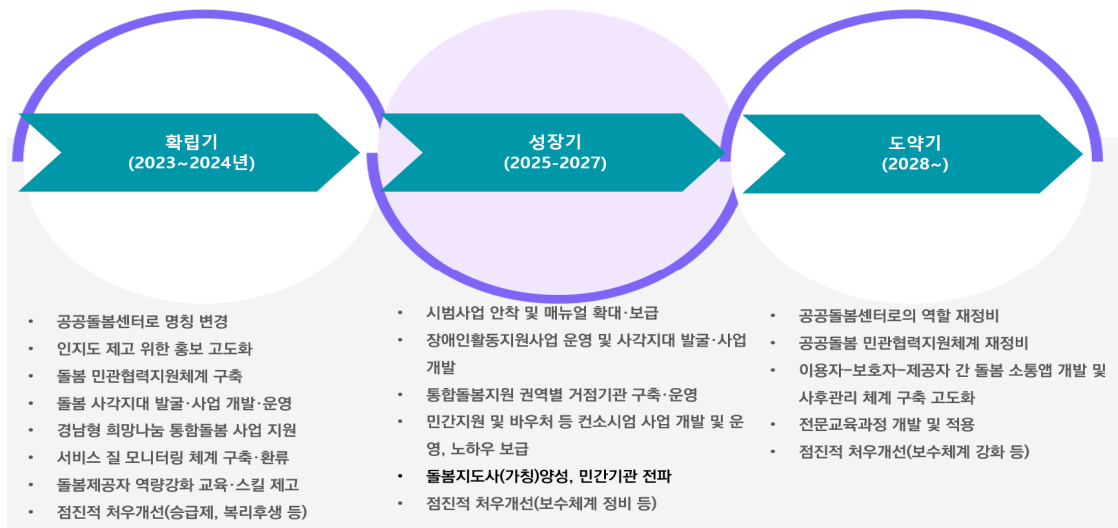 확립기
(2023~2024년)
성장기
(2025-2027)
도약기
(2028~)
• 공공돌봄센터로 명칭 변경
• 인지도 제고 위한 홍보 고도화
• 돌봄 민관협력지원체계 구축
• 돌봄 사각지대 발굴·사업 개발·운영
• 경남형 희망나눔 통합돌봄 사업 지원
• 서비스 질 모니터링 체계 구축·환류
• 돌봄제공자 역량강화 교육·스킬 제고
• 점진적 처우개선(승급제, 복리후생 등)
• 시범사업 안착 및 매뉴얼 확대·보급
• 장애인활동지원사업 운영 및 사각지대 발굴·사업
개발
• 통합돌봄지원 권역별 거점기관 구축·운영
• 민간지원 및 바우처 등 컨소시엄 사업 개발 및 운
영, 노하우 보급
• 돌봄지도사(가칭)양성, 민간기관 전파
• 점진적 처우개선(보수체계 정비 등)
• 공공돌봄센터로의 역할 재정비
• 공공돌봄 민관협력지원체계 재정비
• 이용자-보호자-제공자 간 돌봄 소통앱 개발 및
사후관리 체계 구축 고도화
• 전문교육과정 개발 및 적용
• 점진적 처우개선(보수체계 강화 등)